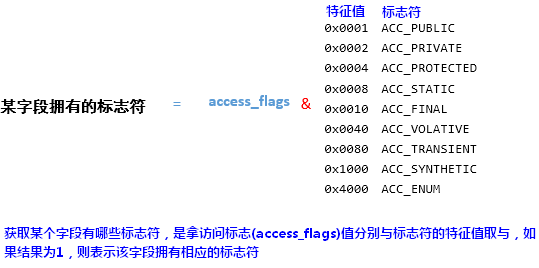 特征值 标志符
0x0001 ACC_PUBLIC
0x0002 ACC_PRIVATE
0x0004 ACC_PROTECTED
0x0008 ACC_STATIC
某字段拥有的标志符 = access_flags & 0x0010 ACC_FINAL
0x0040 ACC_VOLATIVE
0x0080 ACC_TRANSIENT
0x1000 ACC_SYNTHETIC
0x4000 ACC_ENUM
获取某个字段有哪些标志符，是拿访问标志(access_flags)值分别与标志符的特征值取与，如
果结果为1，则表示该字段拥有相应的标志符